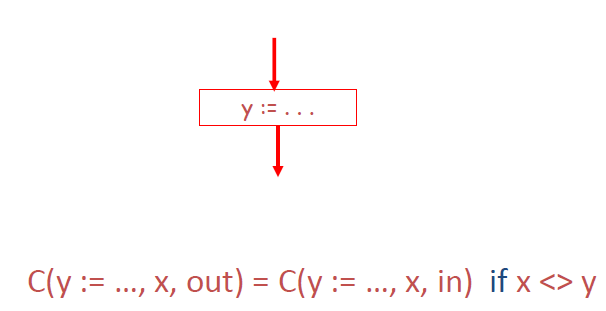 y := . . .
C(y := ..., x, out) = C(y := ..., x, in) if x <> y